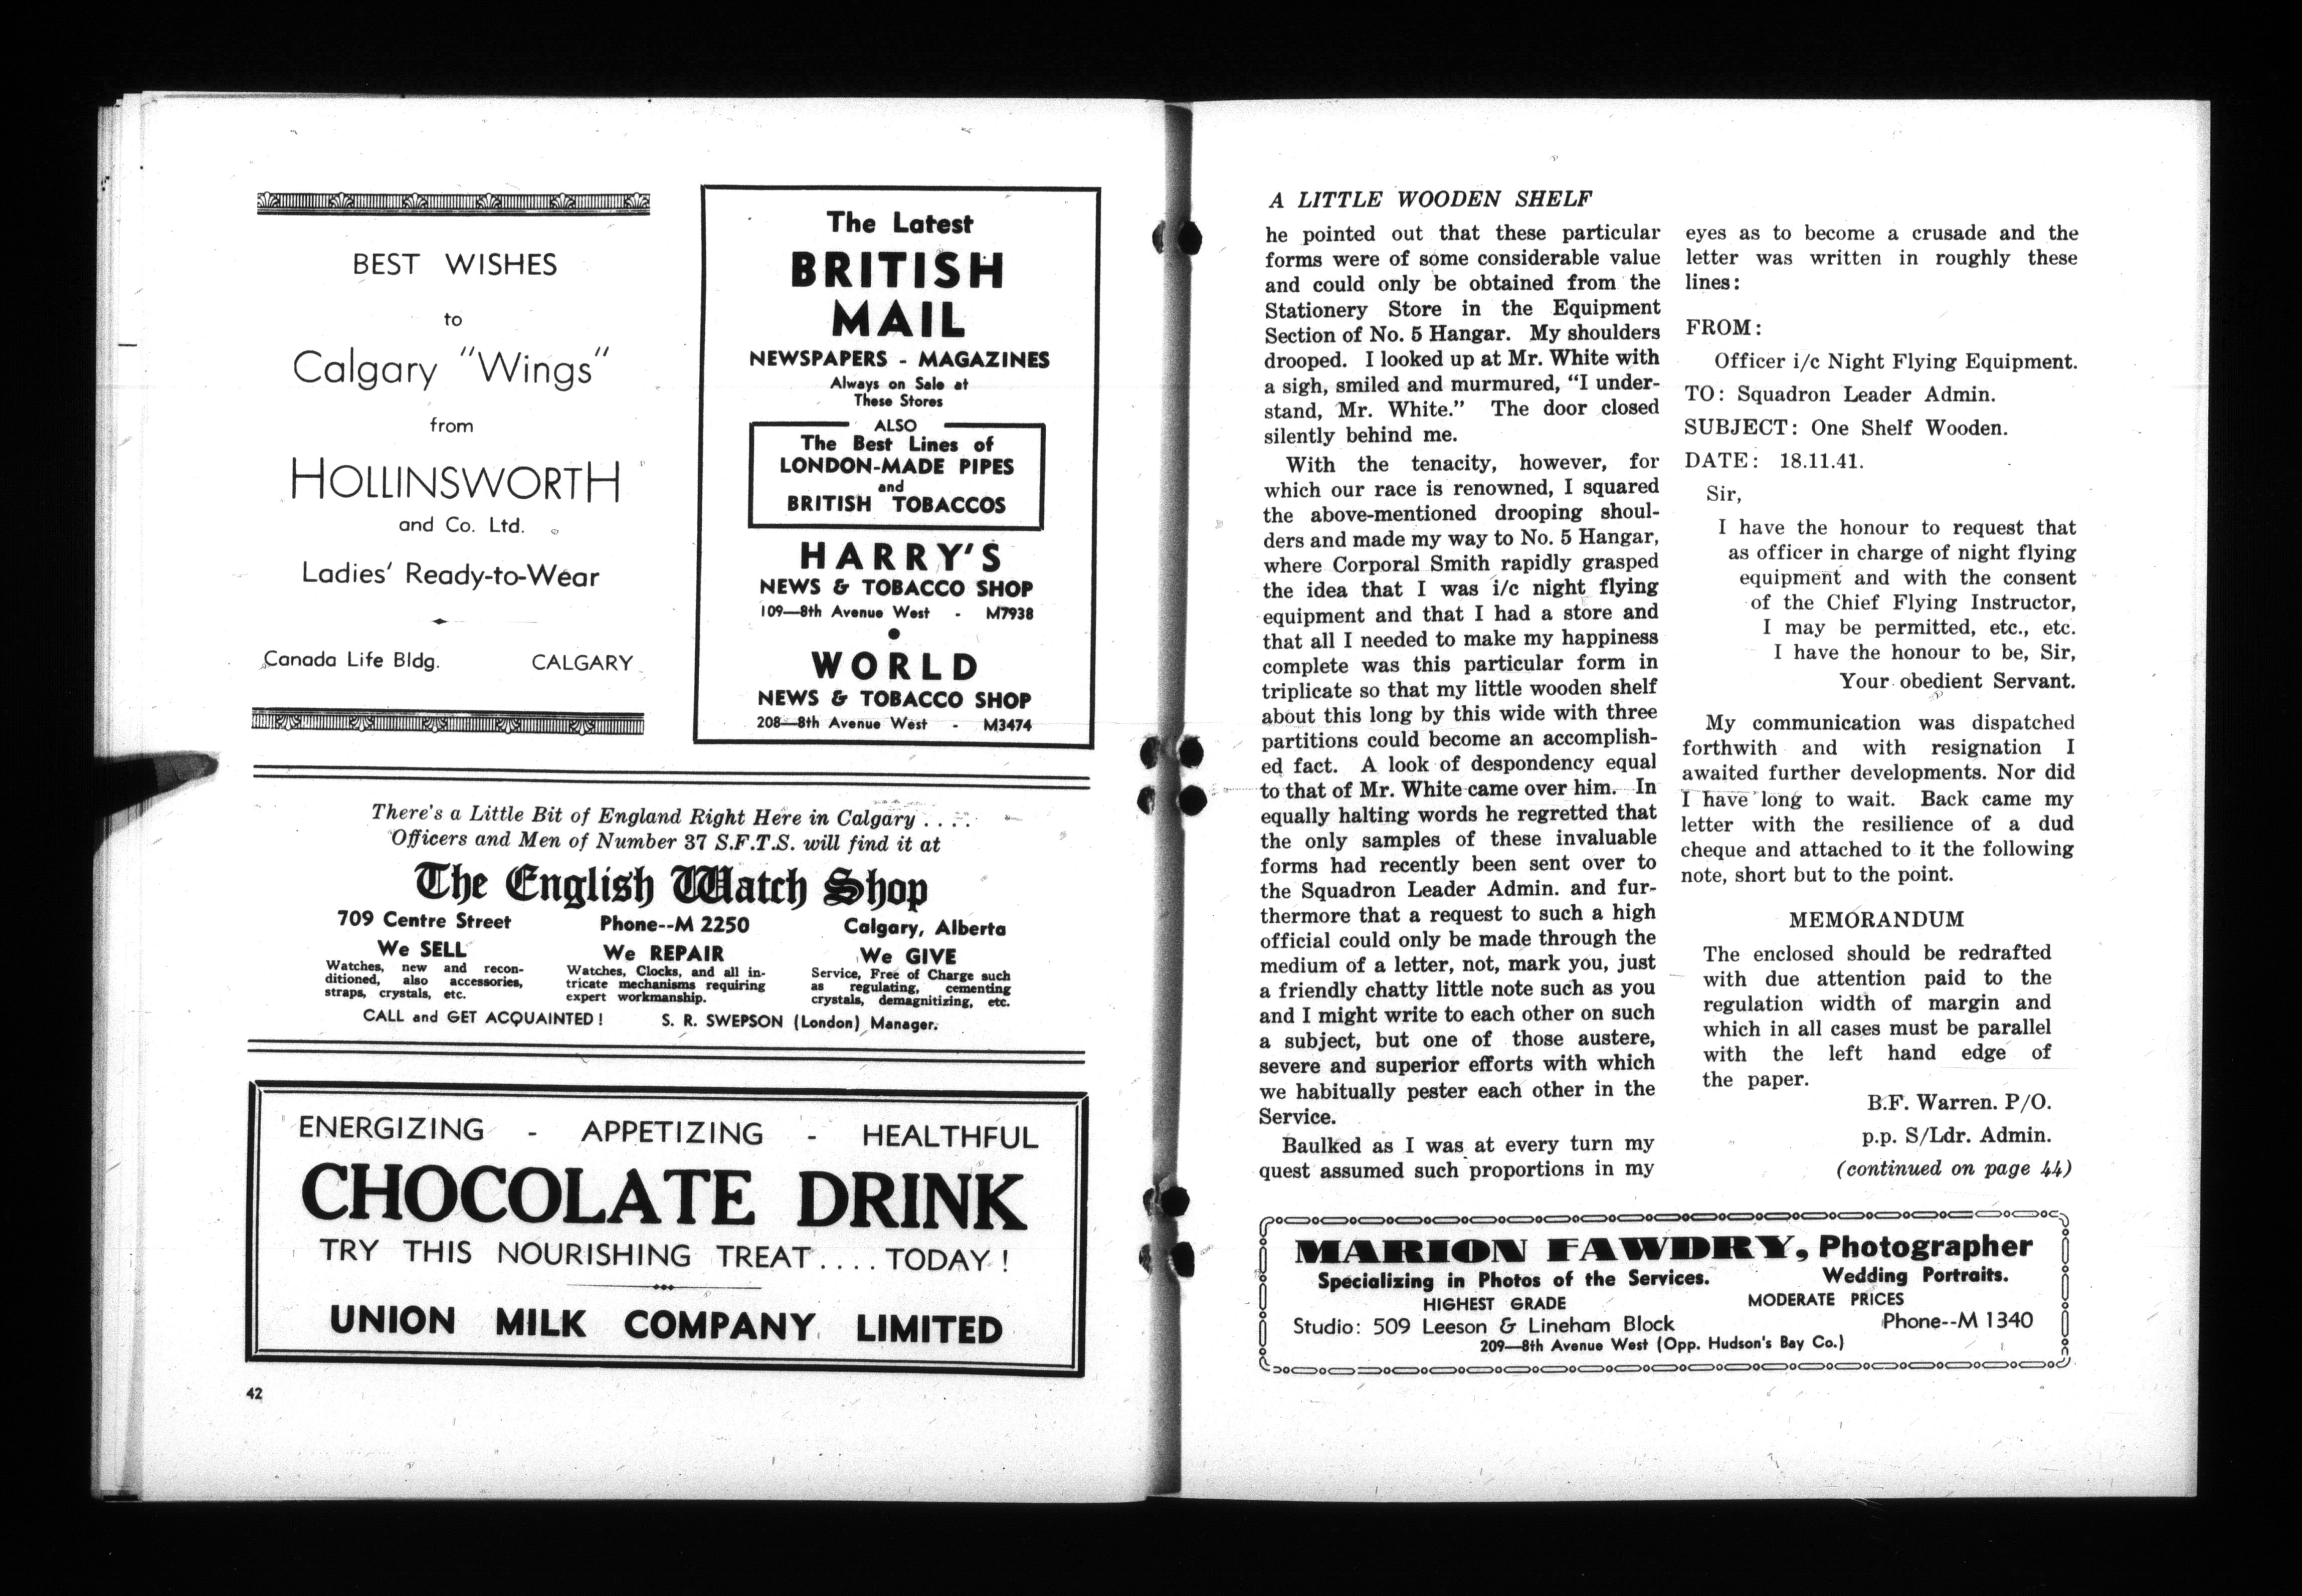 BEST WISHES
to
Calgary "Wings"
from
HOLLINSWORTH
and Co. Ltd.
Ladies' Ready-to-Wear
Canada Life Bldg. CALGARY
The Latest
BRITISH
MAIL
NEWSPAPERS - MAGAZINES
Always on Sale at
These Stores
ALSO
The Best Lines of
LONDON-MADE PIPES
and
BRITISH TOBACCOS
HARRY'S
NEWS & TOBACCO SHOP
109—8th Avenue West - M7938
WORLD
NEWS & TOBACCO SHOP
208—8th Avenue West - M3474
There's a Little Bit of England Right Here in Calgary . . . .
Officers and Men of Number 37 S.F.T.S. will find it at
The English Watch Shop
709 Centre Street Phone--M 2250 Calgary, Alberta
We SELL
Watches, new and recon-
ditioned, also accessories,
straps, crystals, etc.
We REPAIR
Watches, Clocks, and all in-
tricate mechanisms requiring
expert workmanship.
We GIVE
Service, Free of Charge such
as regulating, cementing
crystals, demagnitizing, etc.
CALL and GET ACQUAINTED! S. R. SWEPSON (London) Manager.
ENERGIZING - APPETIZING - HEALTHFUL
CHOCOLATE DRINK
TRY THIS NOURISHING TREAT.... TODAY!
UNION MILK COMPANY LIMITED
42
A LITTLE WOODEN SHELF
he pointed out that these particular
forms were of some considerable value
and could only be obtained from the
Stationery Store in the Equipment
Section of No. 5 Hangar. My shoulders
drooped. I looked up at Mr. White with
a sigh, smiled and murmured, "I under-
stand, Mr. White." The door closed
silently behind me.
With the tenacity, however, for
which our race is renowned, I squared
the above-mentioned drooping shoul-
ders and made my way to No. 5 Hangar,
where Corporal Smith rapidly grasped
the idea that I was i/c night flying
equipment and that I had a store and
that all I needed to make my happiness
complete was this particular form in
triplicate so that my little wooden shelf
about this long by this wide with three
partitions could become an accomplish-
ed fact. A look of despondency equal
to that of Mr. White came over him. In
equally halting words he regretted that
the only samples of these invaluable
forms had recently been sent over to
the Squadron Leader Admin. and fur-
thermore that a request to such a high
official could only be made through the
medium of a letter, not, mark you, just
a friendly chatty little note such as you
and I might write to each other on such
a subject, but one of those austere,
severe and superior efforts with which
we habitually pester each other in the
Service.
Baulked as I was at every turn my
quest assumed such proportions in my
eyes as to become a crusade and the
letter was written in roughly these
lines:
FROM:
Officer i/c Night Flying Equipment.
TO: Squadron Leader Admin.
SUBJECT: One Shelf Wooden.
DATE: 18.11.41.
Sir,
I have the honour to request that
as officer in charge of night flying
equipment and with the consent
of the Chief Flying Instructor,
I may be permitted, etc., etc.
I have the honour to be, Sir,
Your obedient Servant.
My communication was dispatched
forthwith and with resignation I
awaited further developments. Nor did
I have long to wait. Back came my
letter with the resilience of a dud
cheque and attached to it the following
note, short but to the point.
MEMORANDUM
The enclosed should be redrafted
with due attention paid to the
regulation width of margin and
which in all cases must be parallel
with the left hand edge of
the paper.
B.F. Warren. P/O.
p.p. S/Ldr. Admin.
(continued on page 44)
MARION FAWDRY, Photographer
Specializing in Photos of the Services. Wedding Portraits.
HIGHEST GRADE MODERATE PRICES
Studio: 509 Leeson & Lineham Block Phone--M 1340
209—8th Avenue West (Opp. Hudson's Bay Co.)